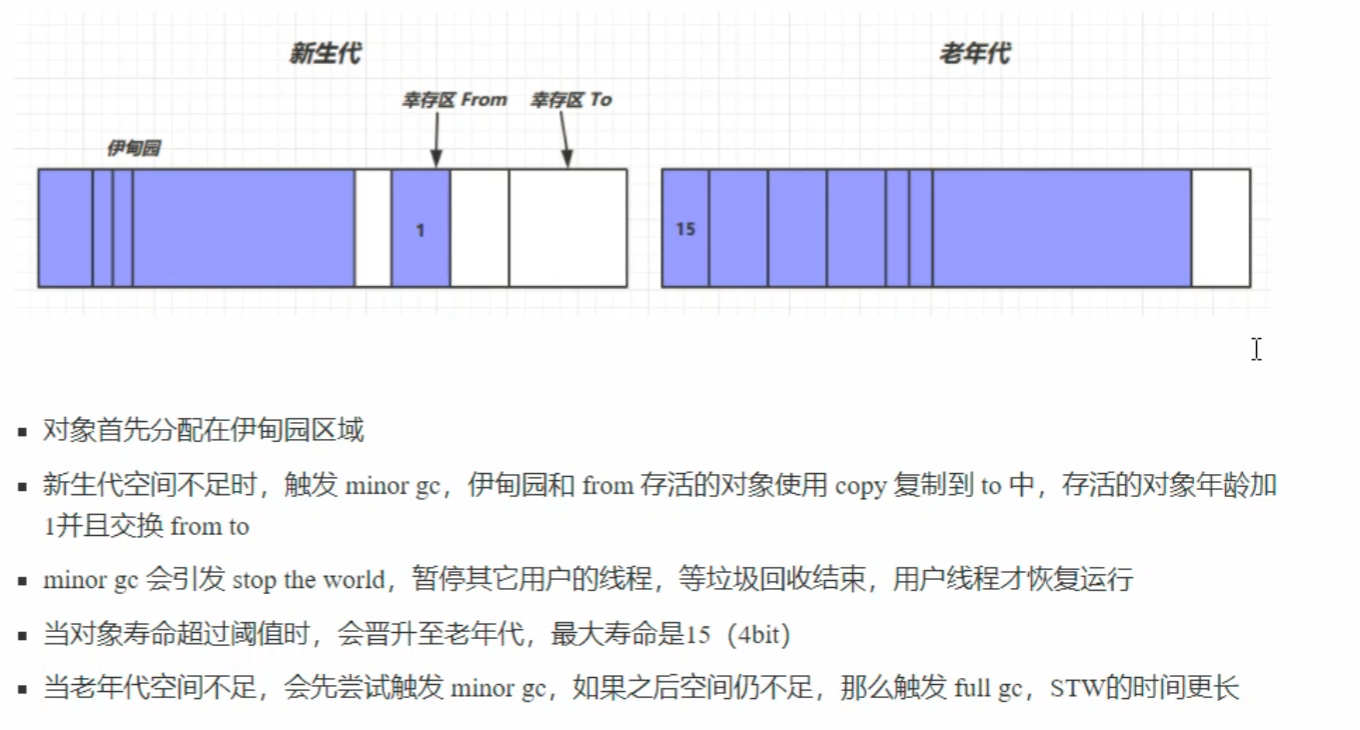 新生代
老年代
幸存区 From
幸存区 To
伊甸园
1
15
▪ 对象首先分配在伊甸园区域
▪ 新生代空间不足时，触发 minor gc，伊甸园和 from 存活的对象使用 copy 复制到 to 中，存活的对象年龄加
1并且交换 from to
▪ minor gc 会引发 stop the world，暂停其它用户的线程，等垃圾回收结束，用户线程才恢复运行
▪ 当对象寿命超过阈值时，会晋升至老年代，最大寿命是15（4bit）
▪ 当老年代空间不足，会先尝试触发 minor gc，如果之后空间仍不足，那么触发 full gc，STW的时间更长